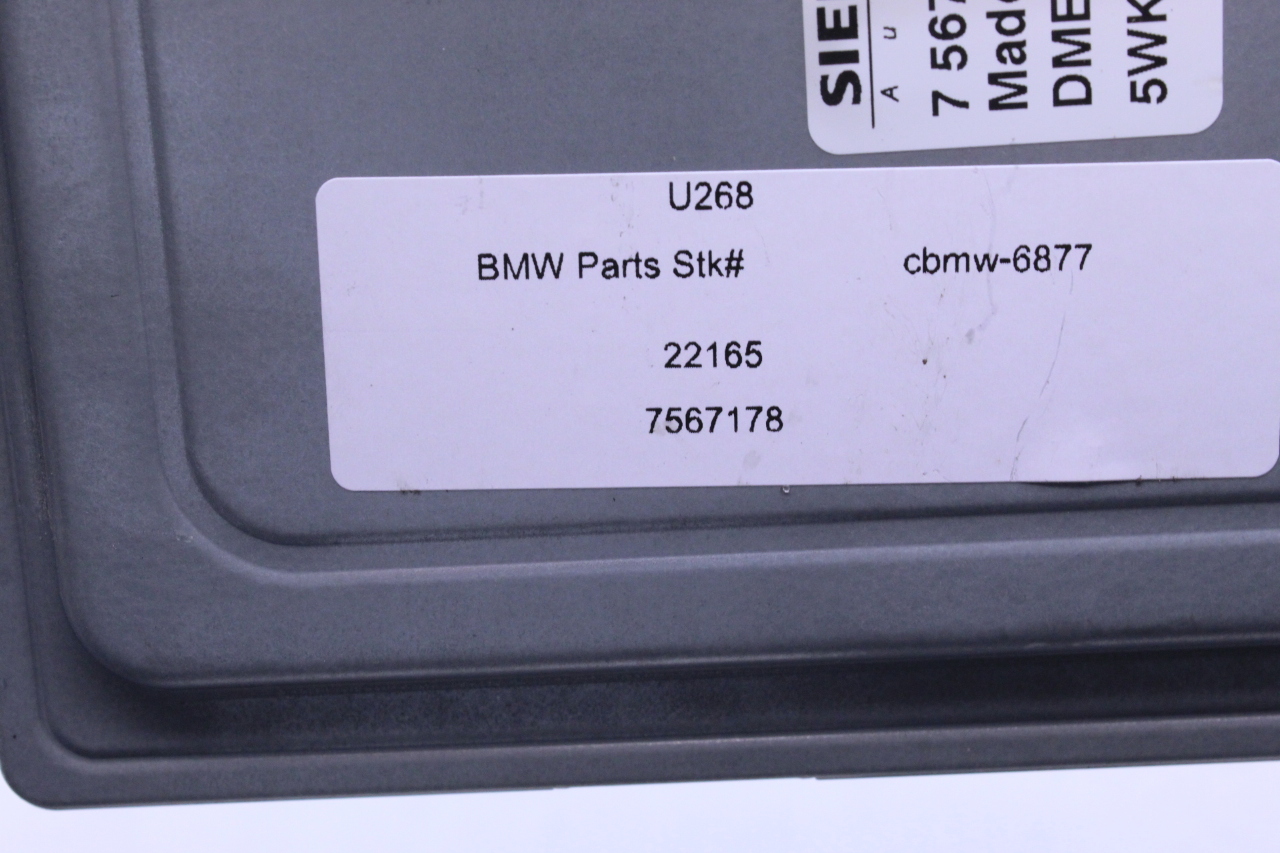 SIE
A u
7 567
Made
DME
5WK
U268
BMW Parts Stk# cbmw-6877
22165
7567178